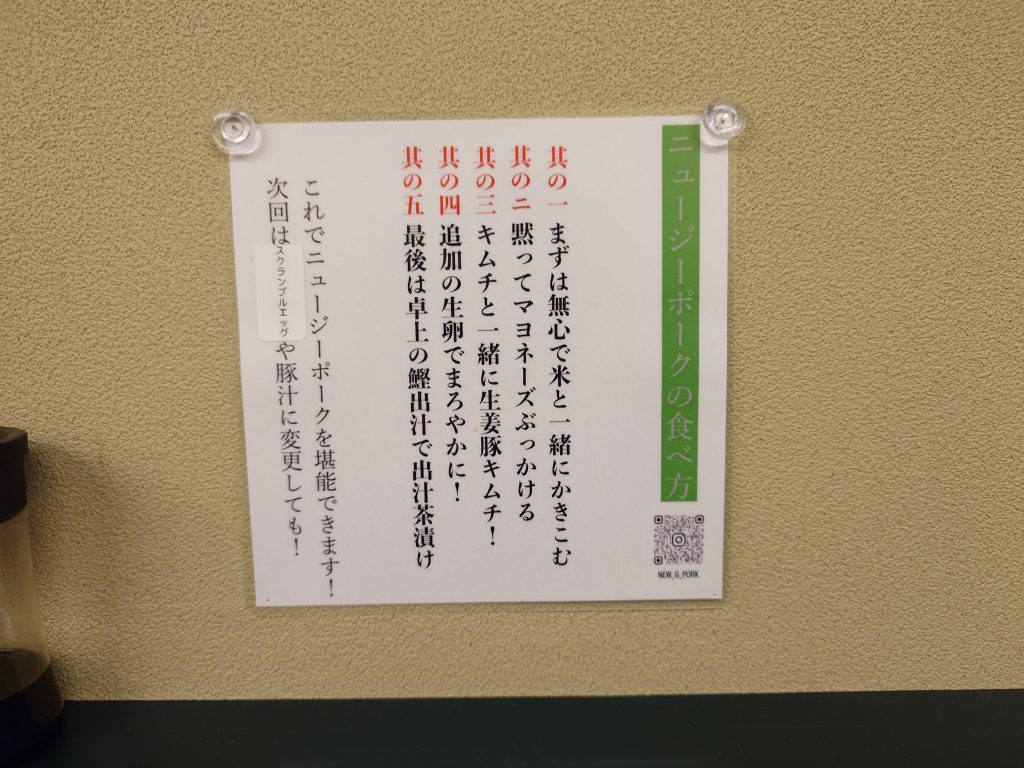 ニュージーポークの食べ方
NEW_G_PORK
其の一 まずは無心で米と一緒にかきこむ
其の二 黙ってマヨネーズぶっかける
其の三 キムチと一緒に生姜豚キムチ!
其の四 追加の生卵でまろやかに!
其の五 最後は卓上の鰹出汁で出汁茶漬け
これでニュージーポークを堪能できます!
次回はスクランブルエッグや豚汁に変更しても!